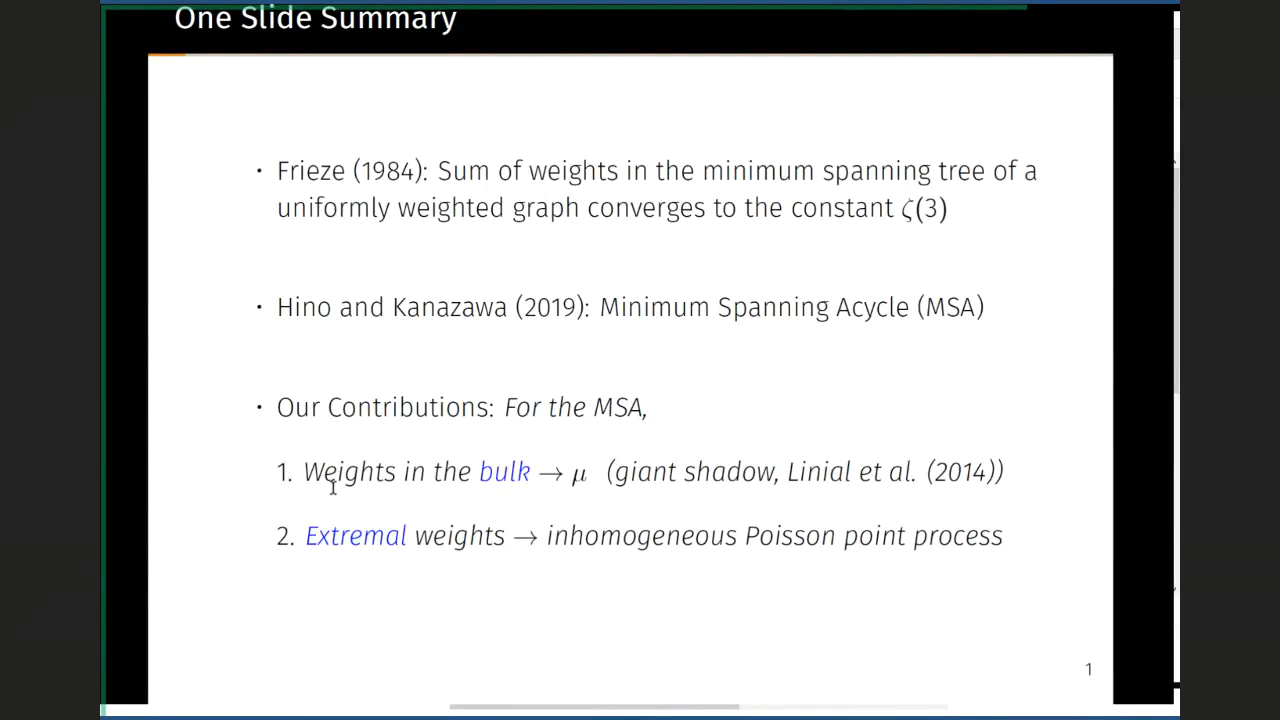 One Slide Summary
· Frieze (1984): Sum of weights in the minimum spanning tree of a
uniformly weighted graph converges to the constant ζ(3)
· Hino and Kanazawa (2019): Minimum Spanning Acycle (MSA)
· Our Contributions: For the MSA,
1. Weights in the bulk → μ (giant shadow, Linial et al. (2014))
2. Extremal weights → inhomogeneous Poisson point process
1